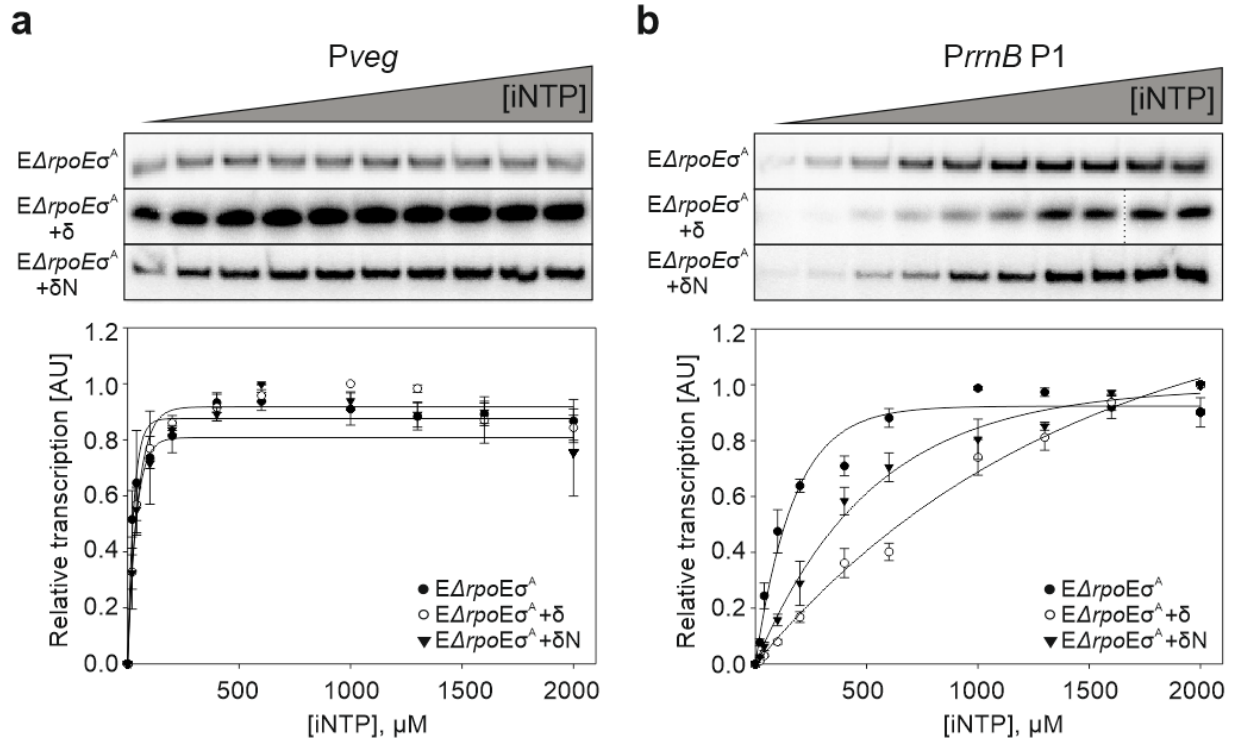 a
Pveg
[iNTP]
EΔrpoEσᴬ
EΔrpoEσᴬ
+δ
EΔrpoEσᴬ
+δN
1.2
1.0
0.8
0.6
0.4
0.2
0.0
Relative transcription [AU]
EΔrpoEσᴬ
EΔrpoEσᴬ+δ
EΔrpoEσᴬ+δN
500 1000 1500 2000
[iNTP], µM
b
PrrnB P1
[iNTP]
EΔrpoEσᴬ
EΔrpoEσᴬ
+δ
EΔrpoEσᴬ
+δN
1.2
1.0
0.8
0.6
0.4
0.2
0.0
Relative transcription [AU]
EΔrpoEσᴬ
EΔrpoEσᴬ+δ
EΔrpoEσᴬ+δN
500 1000 1500 2000
[iNTP], µM